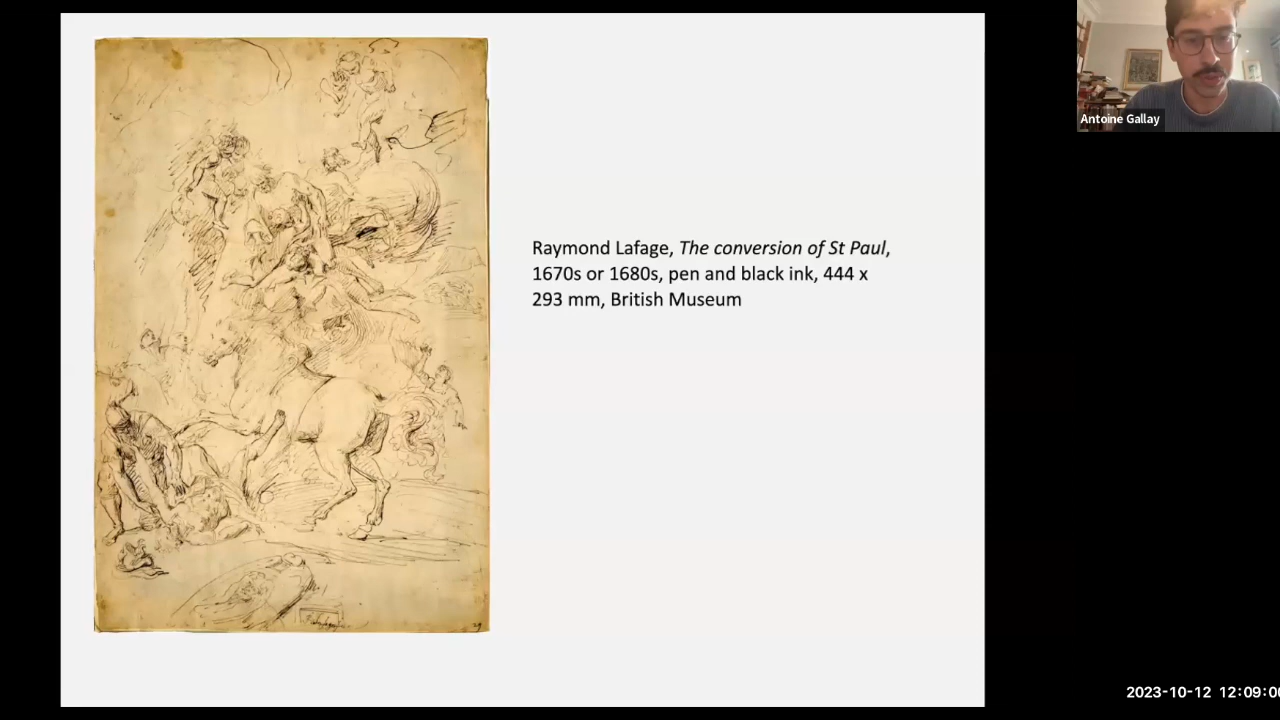 Antoine Gallay
Raymond Lafage, The conversion of St Paul,
1670s or 1680s, pen and black ink, 444 x
293 mm, British Museum
2023-10-12 12:09:0